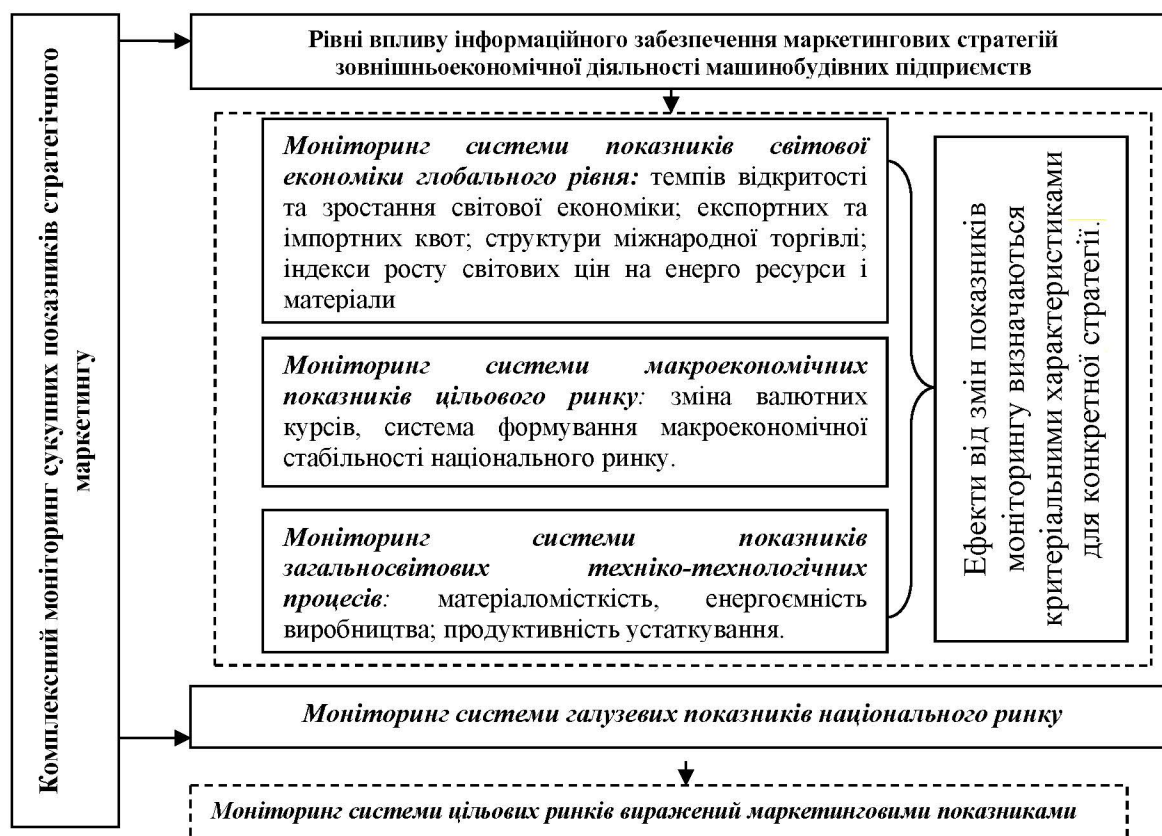 Комплексний моніторинг сукупних показників стратегічного
маркетингу
Рівні впливу інформаційного забезпечення маркетингових стратегій
зовнішньоекономічної діяльності машинобудівних підприємств
Моніторинг системи показників світової
економіки глобального рівня: темпів відкритості
та зростання світової економіки; експортних та
імпортних квот; структури міжнародної торгівлі;
індекси росту світових цін на енерго ресурси і
матеріали
Моніторинг системи макроекономічних
показників цільового ринку: зміна валютних
курсів, система формування макроекономічної
стабільності національного ринку.
Моніторинг системи показників
загальносвітових техніко-технологічних
процесів: матеріаломісткість, енергоємність
виробництва; продуктивність устаткування.
Ефекти від змін показників
моніторингу визначаються
критеріальними характеристиками
для конкретної стратегії.
Моніторинг системи галузевих показників національного ринку
Моніторинг системи цільових ринків виражений маркетинговими показниками